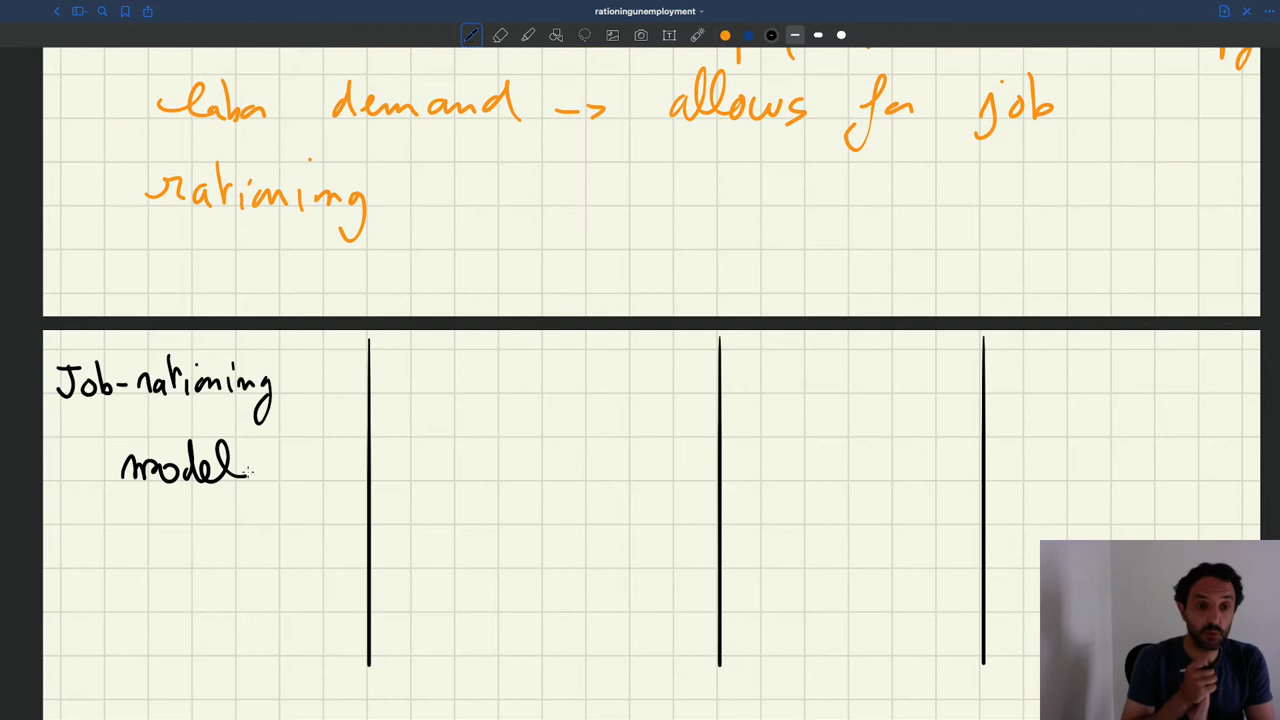 rationingunemployment
labor demand -> allows for job
rationing
Job-rationing
model